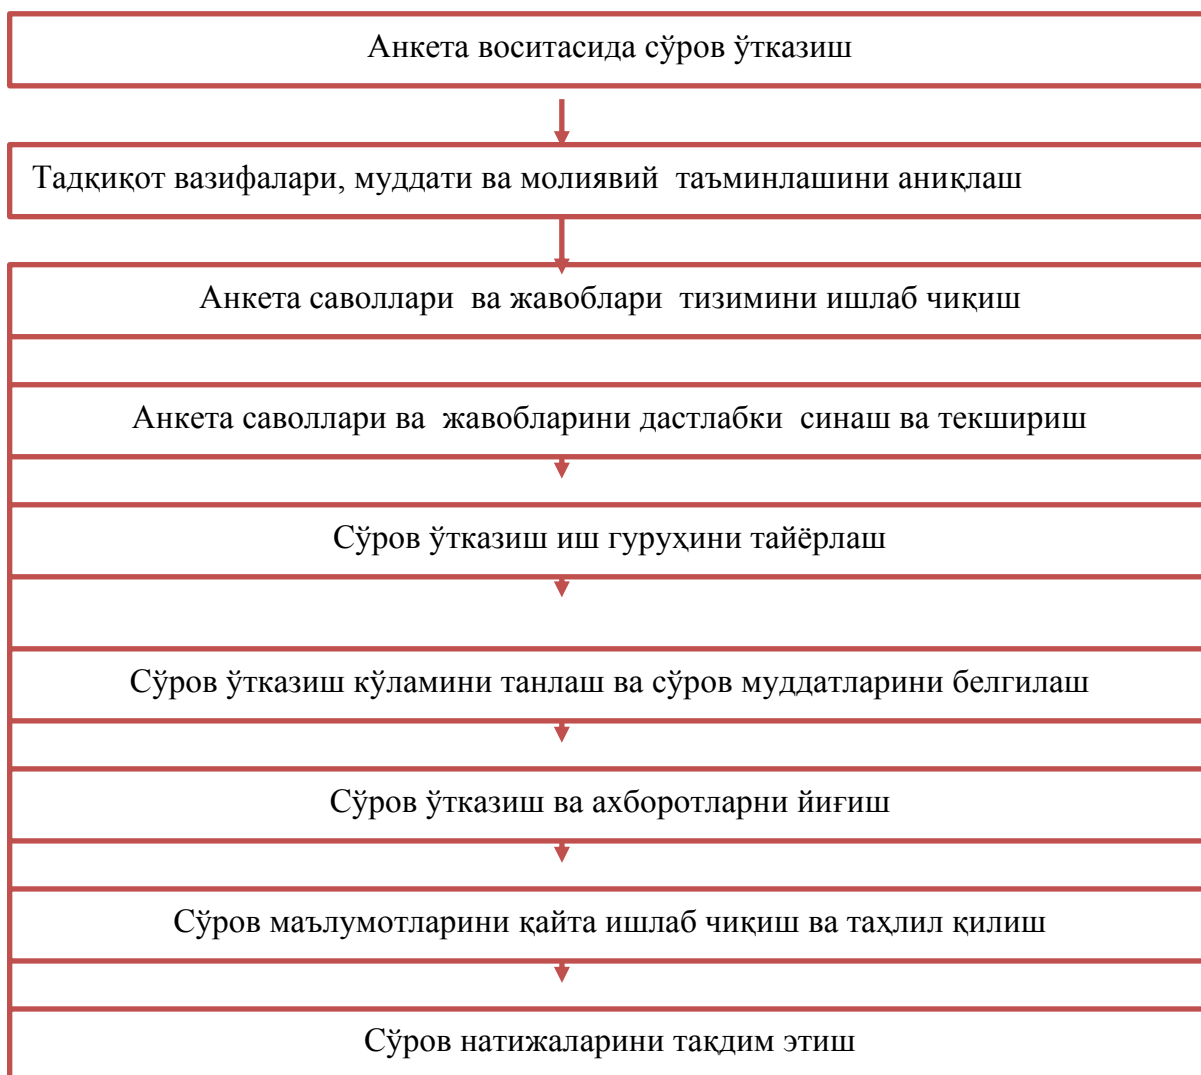 Анкета воситасида сўров ўтказиш
Тадқиқот вазифалари, муддати ва молиявий таъминлашини аниқлаш
Анкета саволлари ва жавоблари тизимини ишлаб чиқиш
Анкета саволлари ва жавобларини дастлабки синаш ва текшириш
Сўров ўтказиш иш гуруҳини тайёрлаш
Сўров ўтказиш кўламини танлаш ва сўров муддатларини белгилаш
Сўров ўтказиш ва ахборотларни йиғиш
Сўров маълумотларини қайта ишлаб чиқиш ва таҳлил қилиш
Сўров натижаларини тақдим этиш